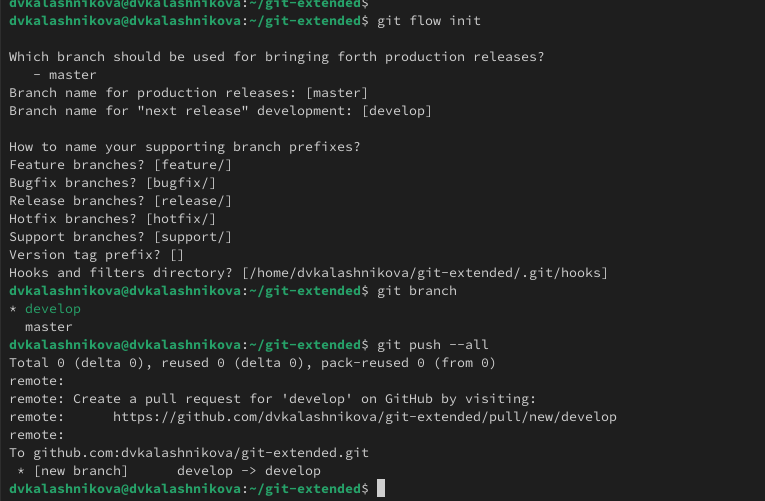 dvkalashnikova@dvkalashnikova:~/git-extended$
dvkalashnikova@dvkalashnikova:~/git-extended$ git flow init

Which branch should be used for bringing forth production releases?
   - master
Branch name for production releases: [master]
Branch name for "next release" development: [develop]

How to name your supporting branch prefixes?
Feature branches? [feature/]
Bugfix branches? [bugfix/]
Release branches? [release/]
Hotfix branches? [hotfix/]
Support branches? [support/]
Version tag prefix? []
Hooks and filters directory? [/home/dvkalashnikova/git-extended/.git/hooks]
dvkalashnikova@dvkalashnikova:~/git-extended$ git branch
* develop
  master
dvkalashnikova@dvkalashnikova:~/git-extended$ git push --all
Total 0 (delta 0), reused 0 (delta 0), pack-reused 0 (from 0)
remote:
remote: Create a pull request for 'develop' on GitHub by visiting:
remote:      https://github.com/dvkalashnikova/git-extended/pull/new/develop
remote:
To github.com:dvkalashnikova/git-extended.git
 * [new branch]      develop -> develop
dvkalashnikova@dvkalashnikova:~/git-extended$